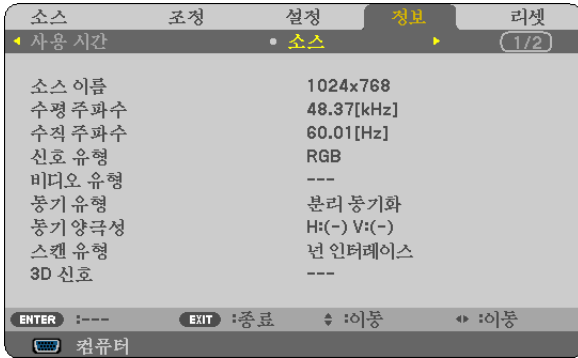 소스 조정 설정 정보 리셋
사용 시간 소스 1/2
소스 이름 1024x768
수평 주파수 48.37[kHz]
수직 주파수 60.01[Hz]
신호 유형 RGB
비디오 유형 ---
동기 유형 분리 동기화
동기 양극성 H:(-) V:(-)
스캔 유형 넌 인터레이스
3D 신호 ---
ENTER :--- EXIT :종료 :이동 :이동
컴퓨터